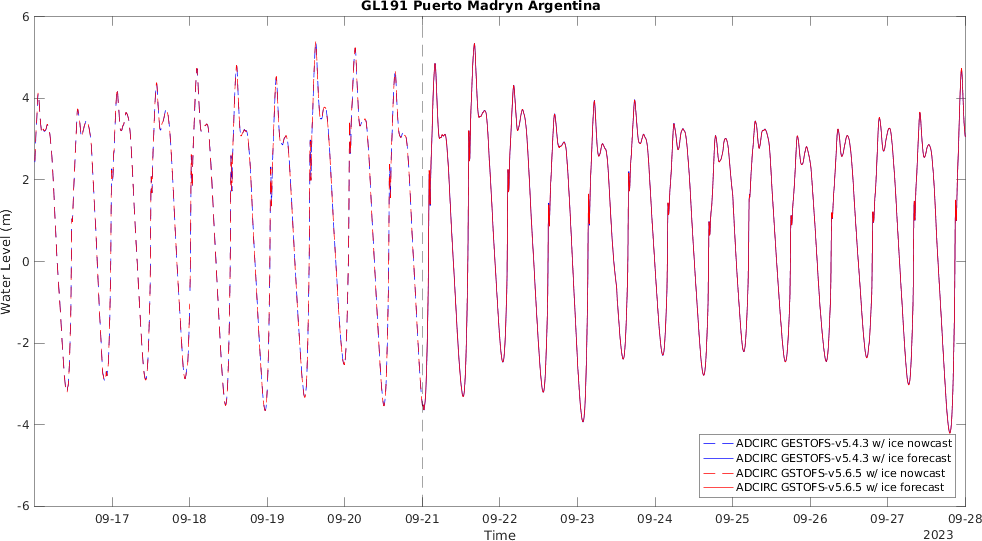 GL191 Puerto Madryn Argentina
6
4
2
0
-2
-4
-6
Water Level (m)
ADCIRC GESTOFS-v5.4.3 w/ ice nowcast
ADCIRC GESTOFS-v5.4.3 w/ ice forecast
ADCIRC GSTOFS-v5.6.5 w/ ice nowcast
ADCIRC GSTOFS-v5.6.5 w/ ice forecast
09-17 09-18 09-19 09-20 09-21 09-22 09-23 09-24 09-25 09-26 09-27 09-28
Time
2023